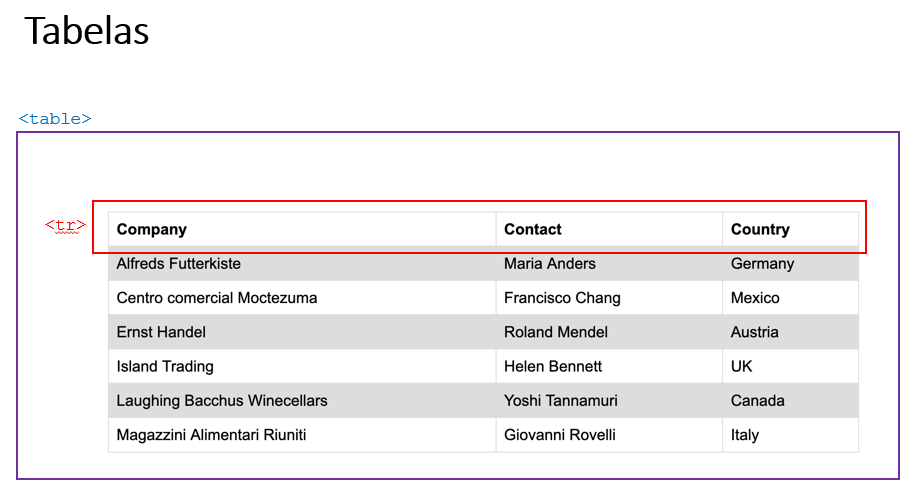 Tabelas
<table>
<tr>
Company Contact Country
Alfreds Futterkiste Maria Anders Germany
Centro comercial Moctezuma Francisco Chang Mexico
Ernst Handel Roland Mendel Austria
Island Trading Helen Bennett UK
Laughing Bacchus Winecellars Yoshi Tannamuri Canada
Magazzini Alimentari Riuniti Giovanni Rovelli Italy